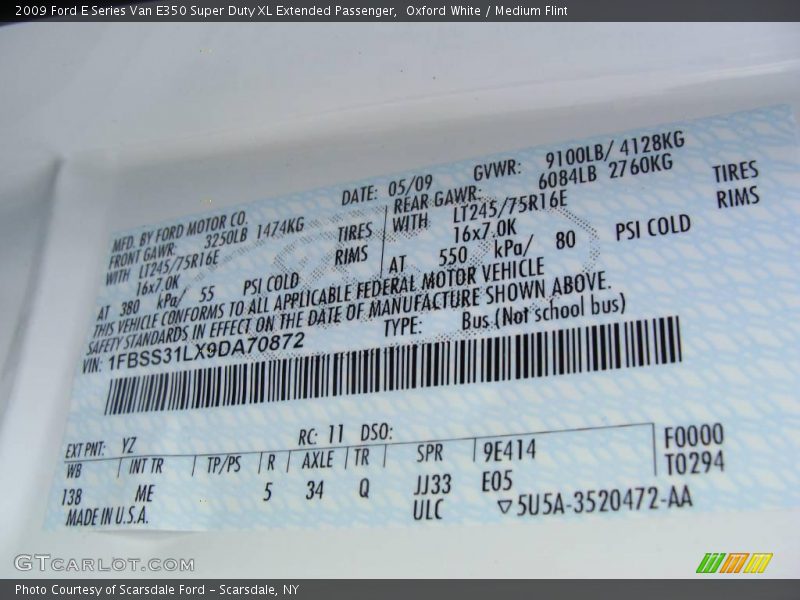 2009 Ford E Series Van E350 Super Duty XL Extended Passenger, Oxford White / Medium Flint
MFD. BY FORD MOTOR CO. DATE: 05/09 GVWR: 9100LB/ 4128KG
FRONT GAWR: 3250LB 1474KG REAR GAWR: 6084LB 2760KG
WITH LT245/75R16E TIRES WITH LT245/75R16E TIRES
16x7.0K RIMS 16x7.0K RIMS
AT 380 kPa/ 55 PSI COLD AT 550 kPa/ 80 PSI COLD
THIS VEHICLE CONFORMS TO ALL APPLICABLE FEDERAL MOTOR VEHICLE
SAFETY STANDARDS IN EFFECT ON THE DATE OF MANUFACTURE SHOWN ABOVE.
VIN: 1FBSS31LX9DA70872 TYPE: Bus (Not school bus)
EXT PNT: YZ RC: 11 DSO:
WB INT TR TP/PS R AXLE TR SPR 9E414 F0000
138 ME 5 34 Q JJ33 E05 T0294
MADE IN U.S.A. ULC ▽5U5A-3520472-AA
GTCARLOT.COM
Photo Courtesy of Scarsdale Ford - Scarsdale, NY